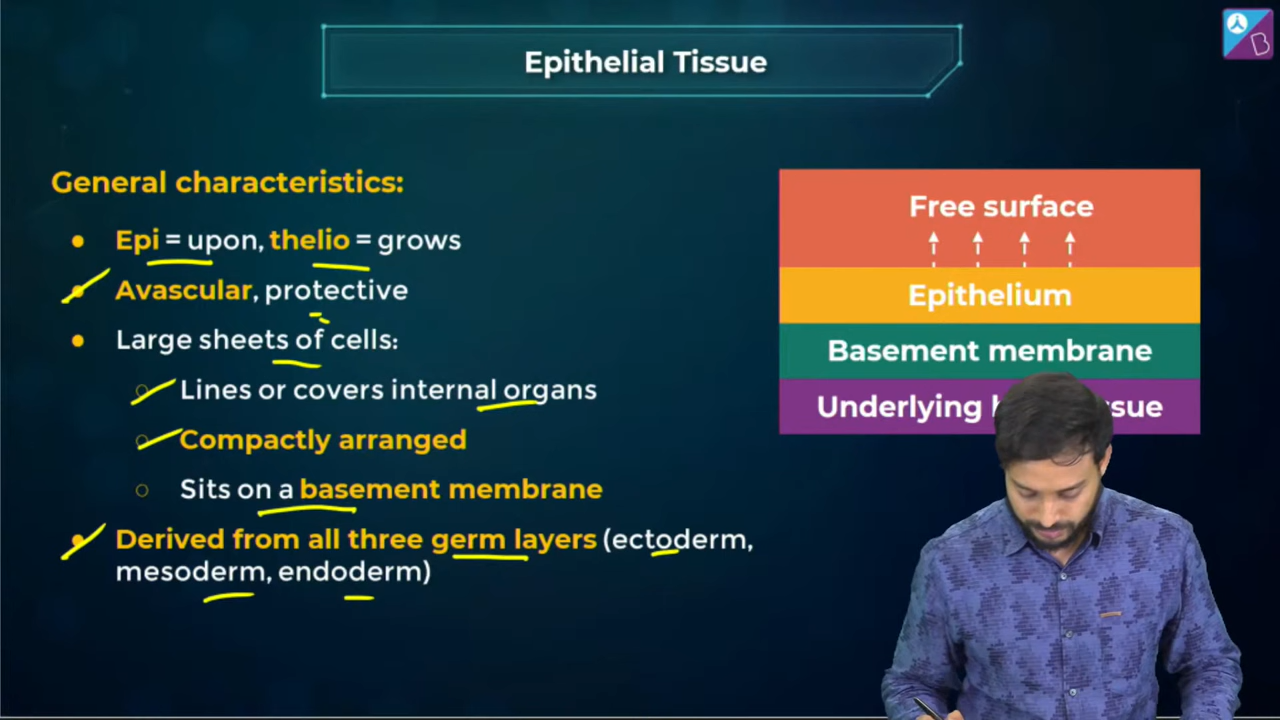 Epithelial Tissue
General characteristics:
Epi = upon, thelio = grows
Avascular, protective
Large sheets of cells:
Lines or covers internal organs
Compactly arranged
Sits on a basement membrane
Derived from all three germ layers (ectoderm,
mesoderm, endoderm)
Free surface
Epithelium
Basement membrane
Underlying
B